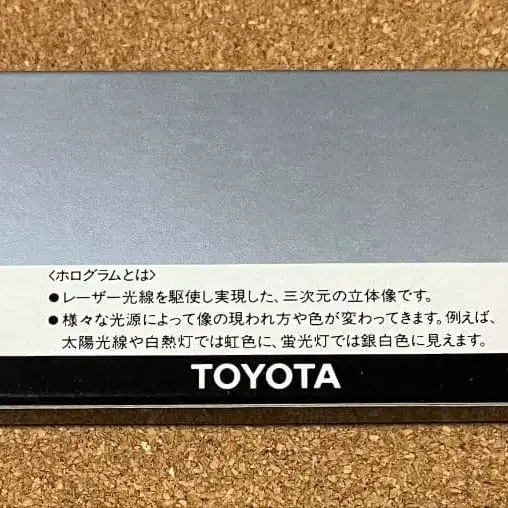 〈ホログラムとは〉
●レーザー光線を駆使し実現した、三次元の立体像です。
●様々な光源によって像の現われ方や色が変わってきます。例えば、
太陽光線や白熱灯では虹色に、蛍光灯では銀白色に見えます。
TOYOTA